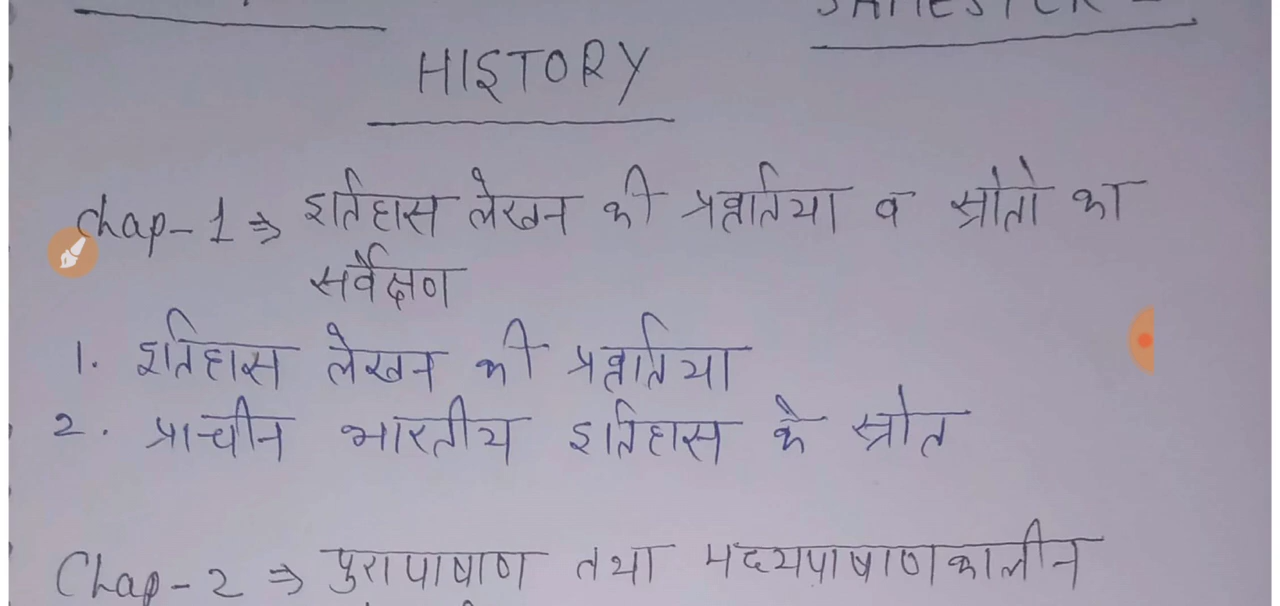 HISTORY
Chap-1 ⇒ इतिहास लेखन की प्रव्रातिया व स्रोतो का
सर्वेक्षण
1. इतिहास लेखन की प्रव्रातिया
2. प्राचीन भारतीय इतिहास के स्रोत
Chap-2 ⇒ पुरापाषाण तथा मद्यपाषाणकालीन